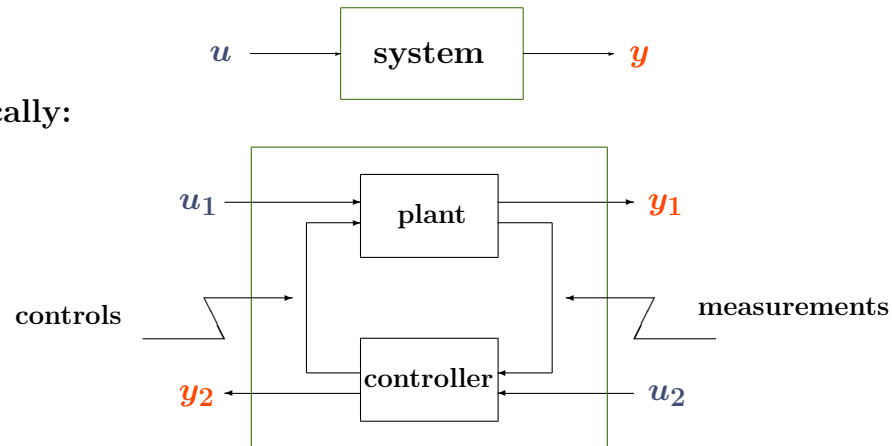 u system y
cally:
u1 plant y1
controls measurements
y2 controller u2